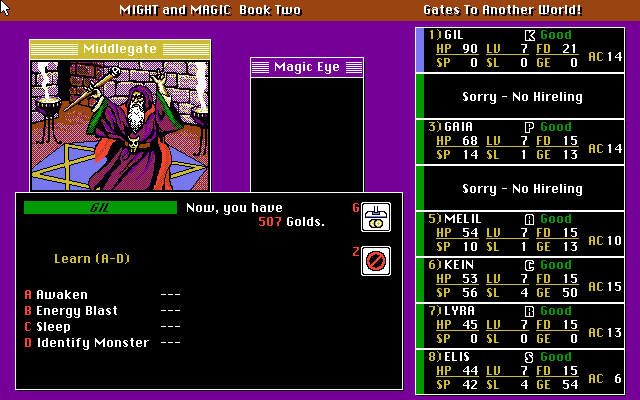 MIGHT and MAGIC Book Two
Gates To Another World!
Middlegate
Magic Eye
GIL
Now, you have
507 Golds.
G
Z
Learn (A-D)
A Awaken ---
B Energy Blast ---
C Sleep ---
D Identify Monster ---
1) GIL K Good
HP 90 LV 7 FD 21
SP 0 SL 0 GE 0
AC 14
Sorry - No Hireling
3) GAIA P Good
HP 68 LV 7 FD 15
SP 14 SL 1 GE 13
AC 14
Sorry - No Hireling
5) MELIL A Good
HP 54 LV 7 FD 15
SP 10 SL 1 GE 13
AC 10
6) KEIN C Good
HP 53 LV 7 FD 15
SP 56 SL 4 GE 50
AC 15
7) LYRA R Good
HP 45 LV 7 FD 15
SP 0 SL 0 GE 0
AC 13
8) ELIS S Good
HP 44 LV 7 FD 15
SP 42 SL 4 GE 54
AC 6